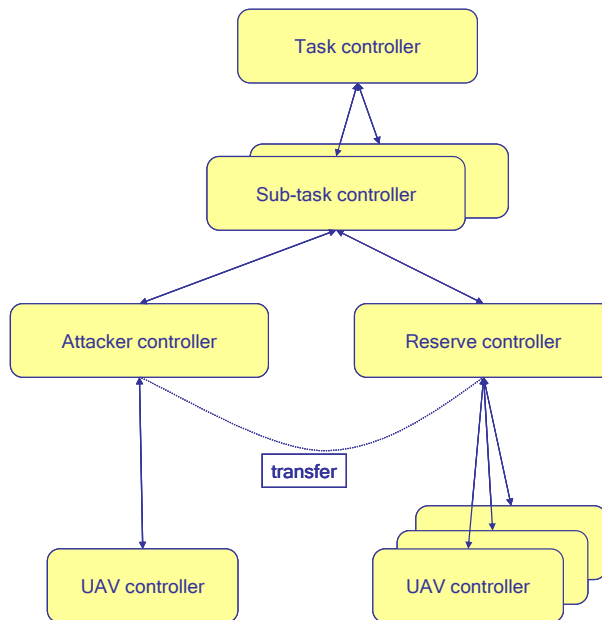 Task controller
Sub-task controller
Attacker controller
Reserve controller
transfer
UAV controller
UAV controller